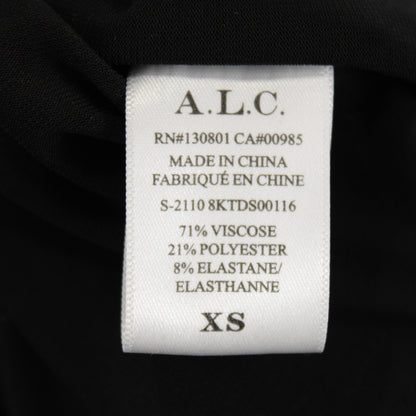 A.L.C.
RN#130801 CA#00985
MADE IN CHINA
FABRIQUÉ EN CHINE
S-2110 8KTDS00116
71% VISCOSE
21% POLYESTER
8% ELASTANE/
ELASTHANNE
XS